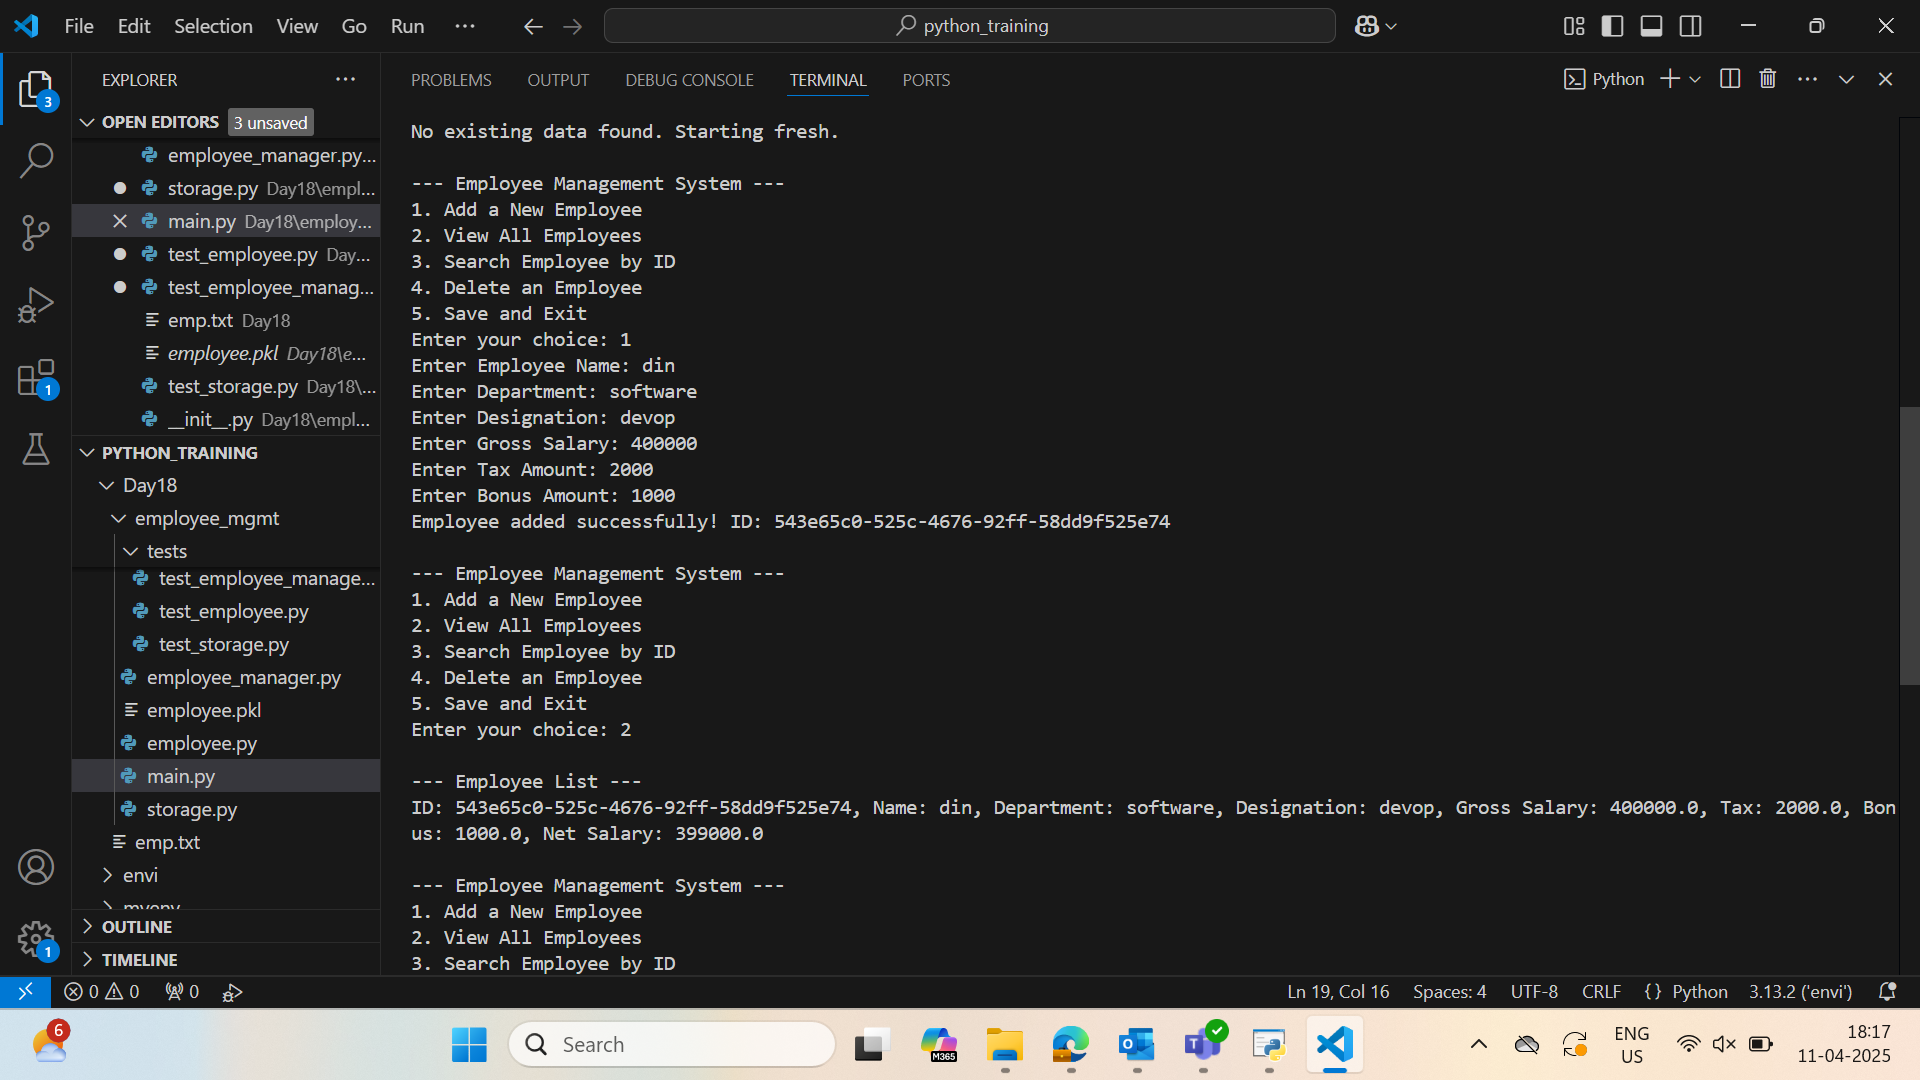 File Edit Selection View Go Run ··· python_training
EXPLORER ···
OPEN EDITORS 3 unsaved
employee_manager.py...
storage.py Day18\empl...
main.py Day18\employ...
test_employee.py Day...
test_employee_manag...
emp.txt Day18
employee.pkl Day18\e...
test_storage.py Day18\...
__init__.py Day18\empl...
PYTHON_TRAINING
Day18
employee_mgmt
tests
test_employee_manage...
test_employee.py
test_storage.py
employee_manager.py
employee.pkl
employee.py
main.py
storage.py
emp.txt
envi
OUTLINE
TIMELINE
3
1
1
PROBLEMS OUTPUT DEBUG CONSOLE TERMINAL PORTS Python
No existing data found. Starting fresh.
--- Employee Management System ---
1. Add a New Employee
2. View All Employees
3. Search Employee by ID
4. Delete an Employee
5. Save and Exit
Enter your choice: 1
Enter Employee Name: din
Enter Department: software
Enter Designation: devop
Enter Gross Salary: 400000
Enter Tax Amount: 2000
Enter Bonus Amount: 1000
Employee added successfully! ID: 543e65c0-525c-4676-92ff-58dd9f525e74
--- Employee Management System ---
1. Add a New Employee
2. View All Employees
3. Search Employee by ID
4. Delete an Employee
5. Save and Exit
Enter your choice: 2
--- Employee List ---
ID: 543e65c0-525c-4676-92ff-58dd9f525e74, Name: din, Department: software, Designation: devop, Gross Salary: 400000.0, Tax: 2000.0, Bon
us: 1000.0, Net Salary: 399000.0
--- Employee Management System ---
1. Add a New Employee
2. View All Employees
3. Search Employee by ID
0 0 0 Ln 19, Col 16 Spaces: 4 UTF-8 CRLF {} Python 3.13.2 ('envi')
6 Search M365 ENG
US
18:17
11-04-2025